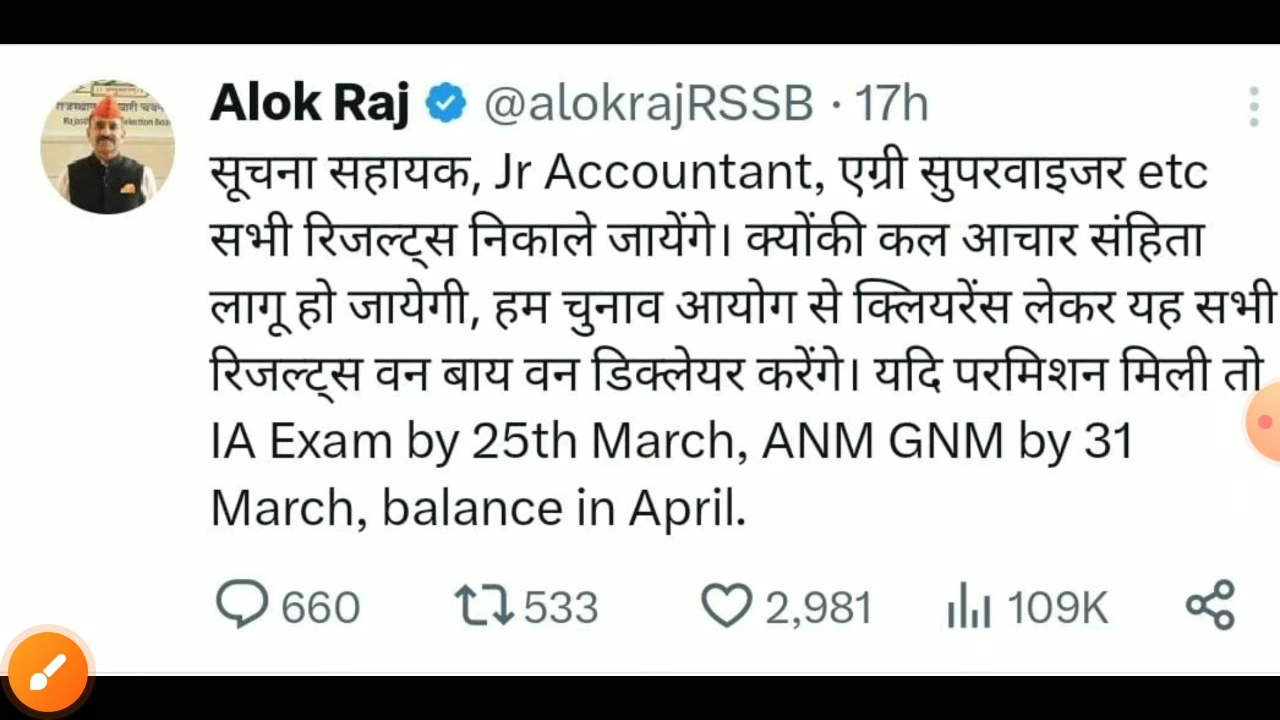 Alok Raj @alokrajRSSB · 17h
सूचना सहायक, Jr Accountant, एग्री सुपरवाइजर etc
सभी रिजल्ट्स निकाले जायेंगे। क्योंकी कल आचार संहिता
लागू हो जायेगी, हम चुनाव आयोग से क्लियरेंस लेकर यह सभी
रिजल्ट्स वन बाय वन डिक्लेयर करेंगे। यदि परमिशन मिली तो
IA Exam by 25th March, ANM GNM by 31
March, balance in April.
660 533 2,981 109K